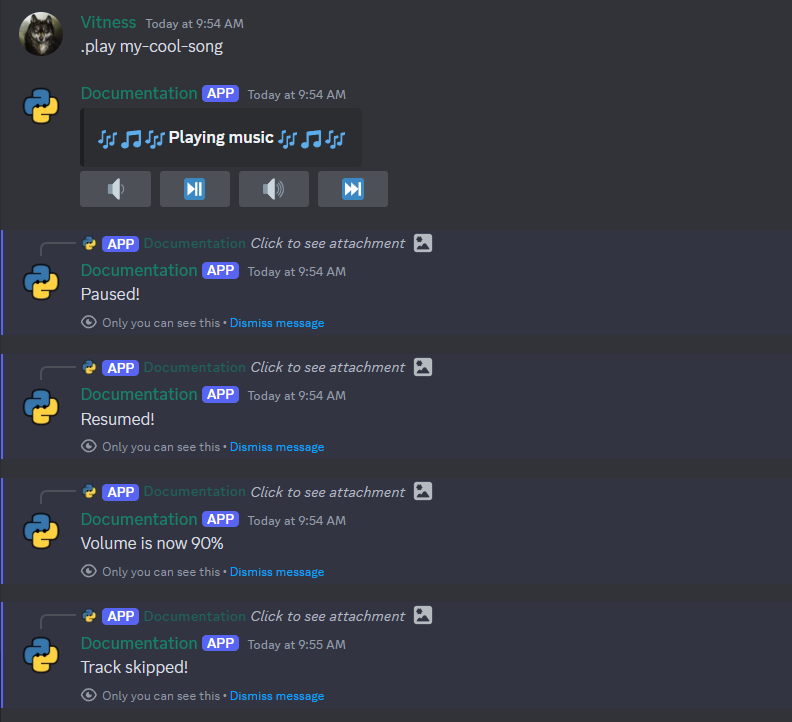 Vitness Today at 9:54 AM
.play my-cool-song
Documentation APP Today at 9:54 AM
🎶🎵🎶 Playing music 🎶🎵🎶
APP Documentation Click to see attachment
Documentation APP Today at 9:54 AM
Paused!
Only you can see this • Dismiss message
APP Documentation Click to see attachment
Documentation APP Today at 9:54 AM
Resumed!
Only you can see this • Dismiss message
APP Documentation Click to see attachment
Documentation APP Today at 9:54 AM
Volume is now 90%
Only you can see this • Dismiss message
APP Documentation Click to see attachment
Documentation APP Today at 9:55 AM
Track skipped!
Only you can see this • Dismiss message